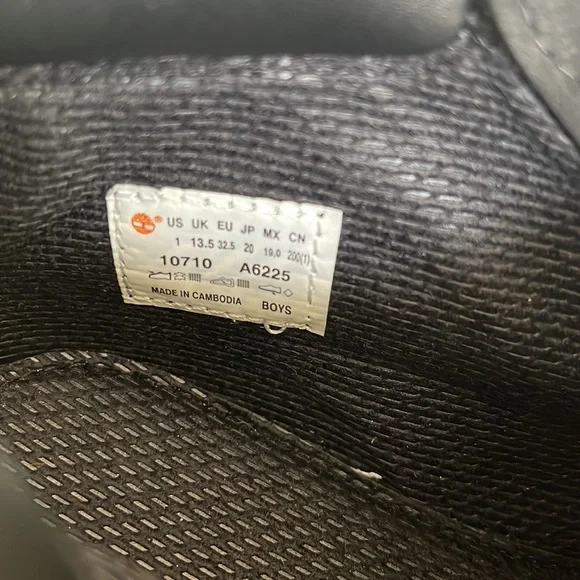 ® US UK EU JP MX CN
1 13.5 32.5 20 19,0 200(1)
10710 A6225
MADE IN CAMBODIA BOYS